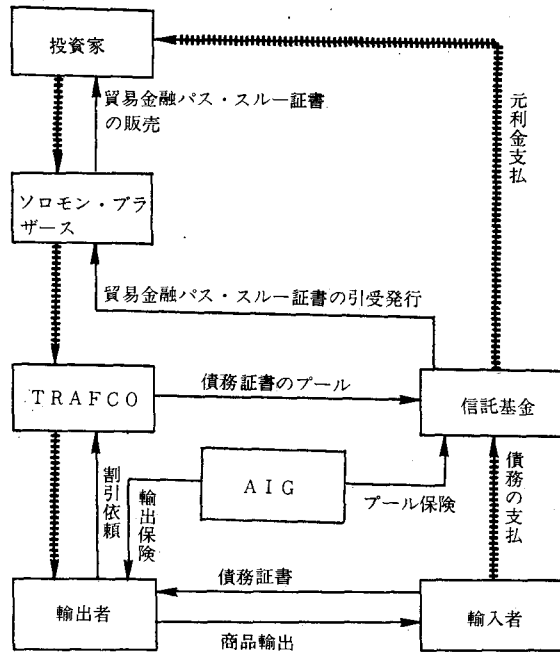 投資家
貿易金融パス・スルー証書
の販売
元利金支払
ソロモン・ブラ
ザース
貿易金融パス・スルー証書の引受発行
TRAFCO
債務証書のプール
信託基金
割引依頼
輸出保険
AIG
プール保険
債務の支払
債務証書
輸出者
輸入者
商品輸出